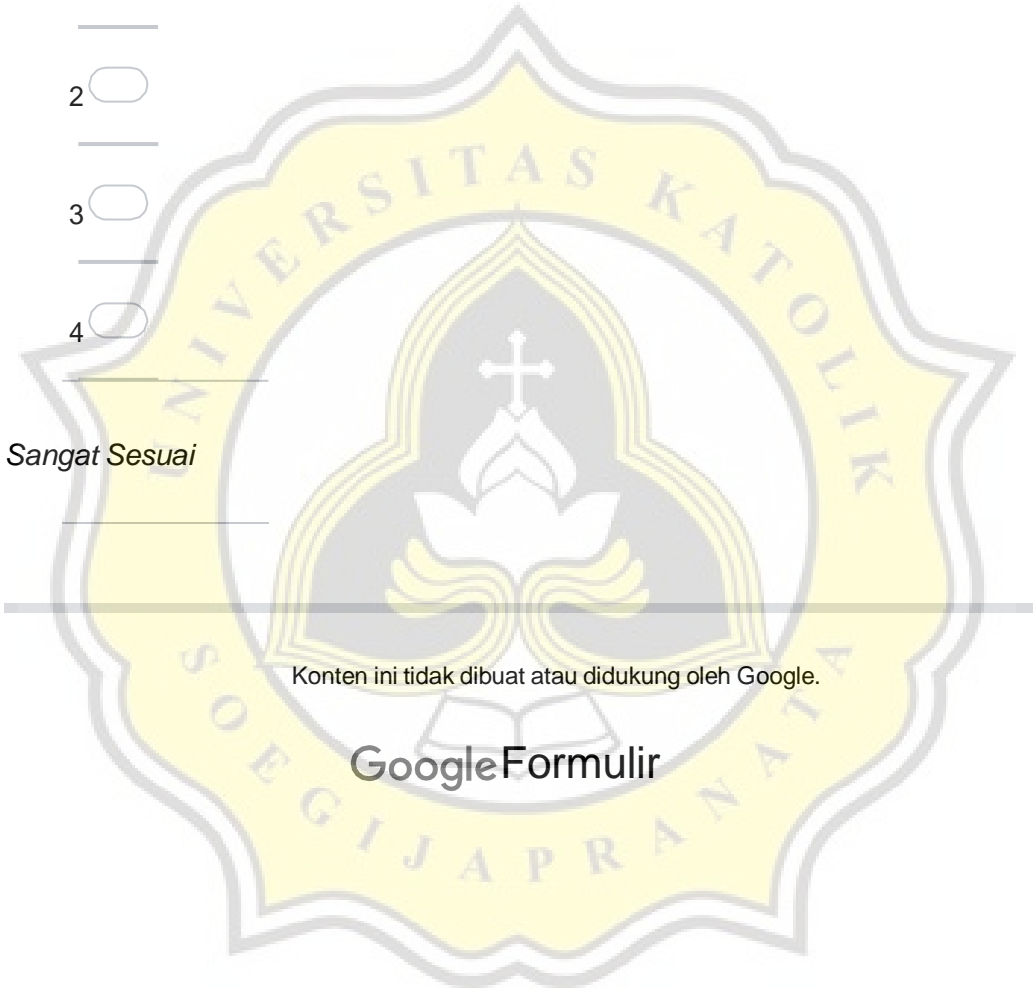 2
3
4
Sangat Sesuai
Konten ini tidak dibuat atau didukung oleh Google.
Google Formulir
UNIVERSITAS KATOLIK
SOEGIJAPRANATA